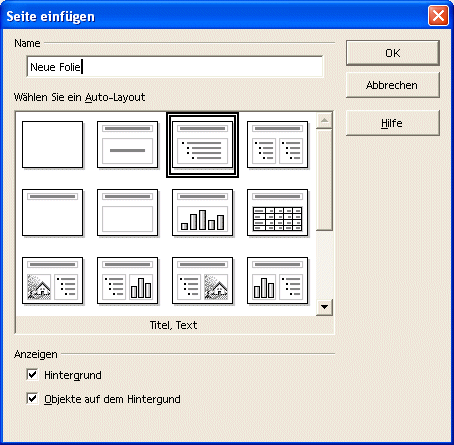 Seite einfügen
Name
OK
Neue Folie
Abbrechen
Wählen Sie ein Auto-Layout
Hilfe
Titel, Text
Anzeigen
Hintergrund
Objekte auf dem Hintergund